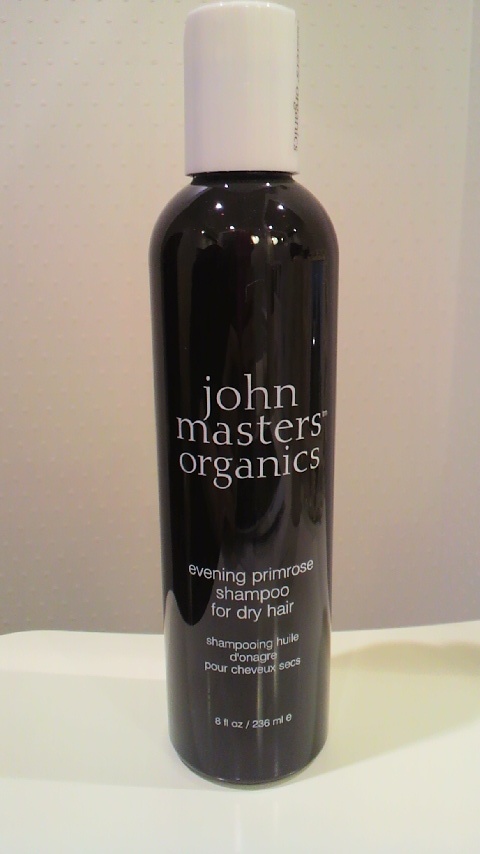 john
masters™
organics
evening primrose
shampoo
for dry hair
shampooing huile
d'onagre
pour cheveux secs
8 fl oz / 236 ml e